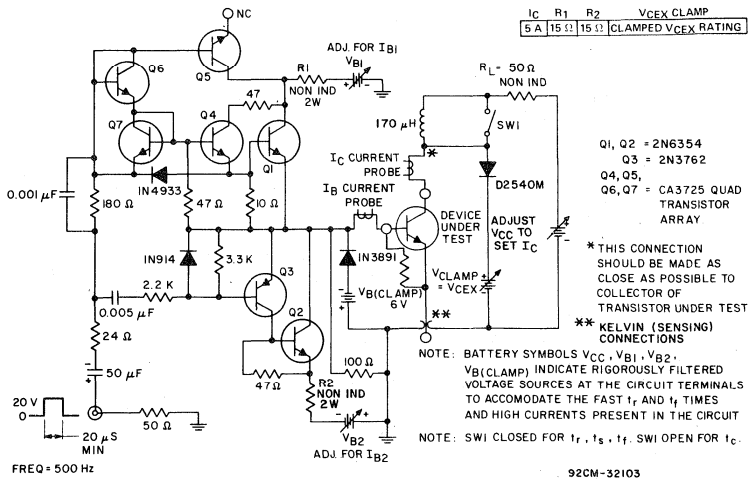 NC
IC R1 R2 VCEX CLAMP
5 A 15 Ω 15 Ω CLAMPED VCEX RATING
ADJ. FOR IB1
VB1
+ -
Q5
Q6
R1
NON IND
2W
RL = 50Ω
NON IND
47
Q7
Q4
Q1
170 μH
SW1
IC CURRENT
PROBE
*
Q1, Q2 = 2N6354
Q3 = 2N3762
Q4, Q5,
Q6, Q7 = CA3725 QUAD
TRANSISTOR
ARRAY
IN4933
D2540M
0.001 μF
180 Ω
47 Ω
10 Ω
IB CURRENT
PROBE
DEVICE
UNDER
TEST
ADJUST
VCC TO
SET IC
+
-
* THIS CONNECTION
SHOULD BE MADE AS
CLOSE AS POSSIBLE TO
COLLECTOR OF
TRANSISTOR UNDER TEST
IN914
3.3 K
Q3
IN3891
VCLAMP
= VCEX
+
-
2.2 K
0.005 μF
-
+
VB(CLAMP)
6V
**
** KELVIN (SENSING)
CONNECTIONS
Q2
24 Ω
-
+
50 μF
47Ω
100 Ω
R2
NON IND
2W
NOTE: BATTERY SYMBOLS VCC, VB1, VB2,
VB(CLAMP) INDICATE RIGOROUSLY FILTERED
VOLTAGE SOURCES AT THE CIRCUIT TERMINALS
TO ACCOMODATE THE FAST tr AND tf TIMES
AND HIGH CURRENTS PRESENT IN THE CIRCUIT
20 V
0
50 Ω
20 μS
MIN
- +
VB2
ADJ. FOR IB2
NOTE: SW1 CLOSED FOR tr, ts, tf. SW1 OPEN FOR tc.
FREQ = 500 Hz
92CM-32103